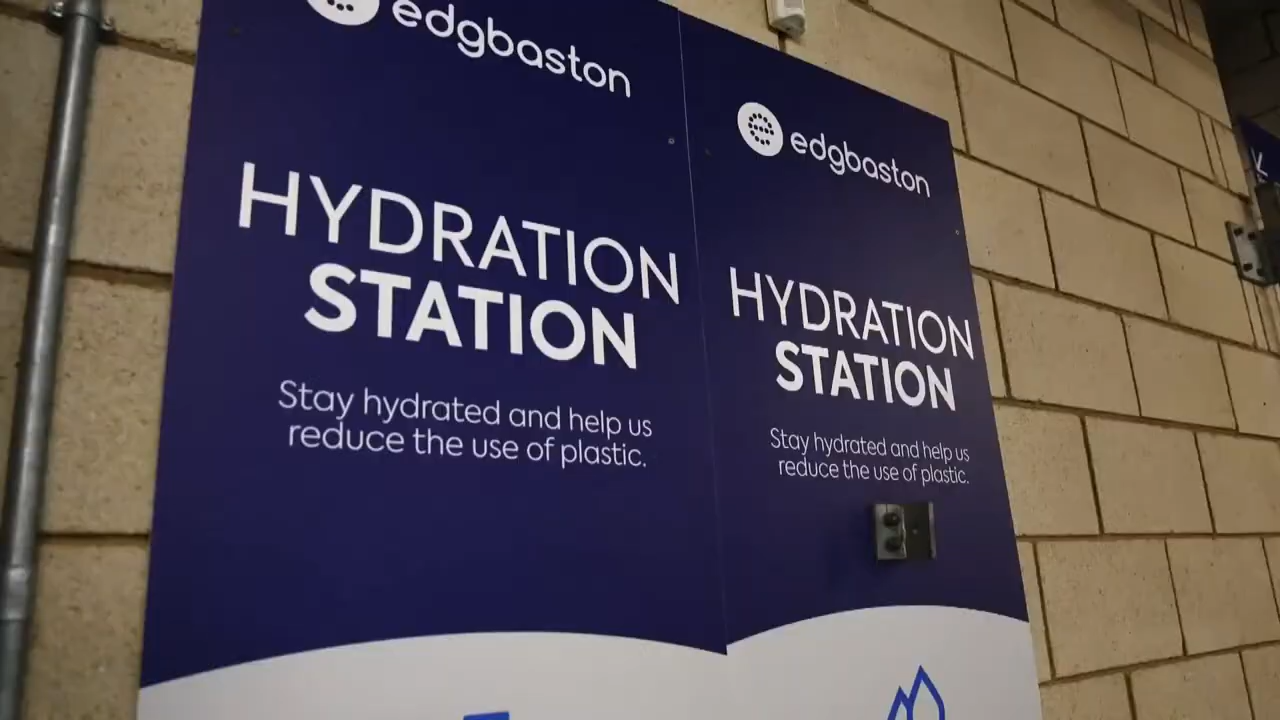 edgbaston
HYDRATION
STATION
Stay hydrated and help us
reduce the use of plastic.
edgbaston
HYDRATION
STATION
Stay hydrated and help us
reduce the use of plastic.